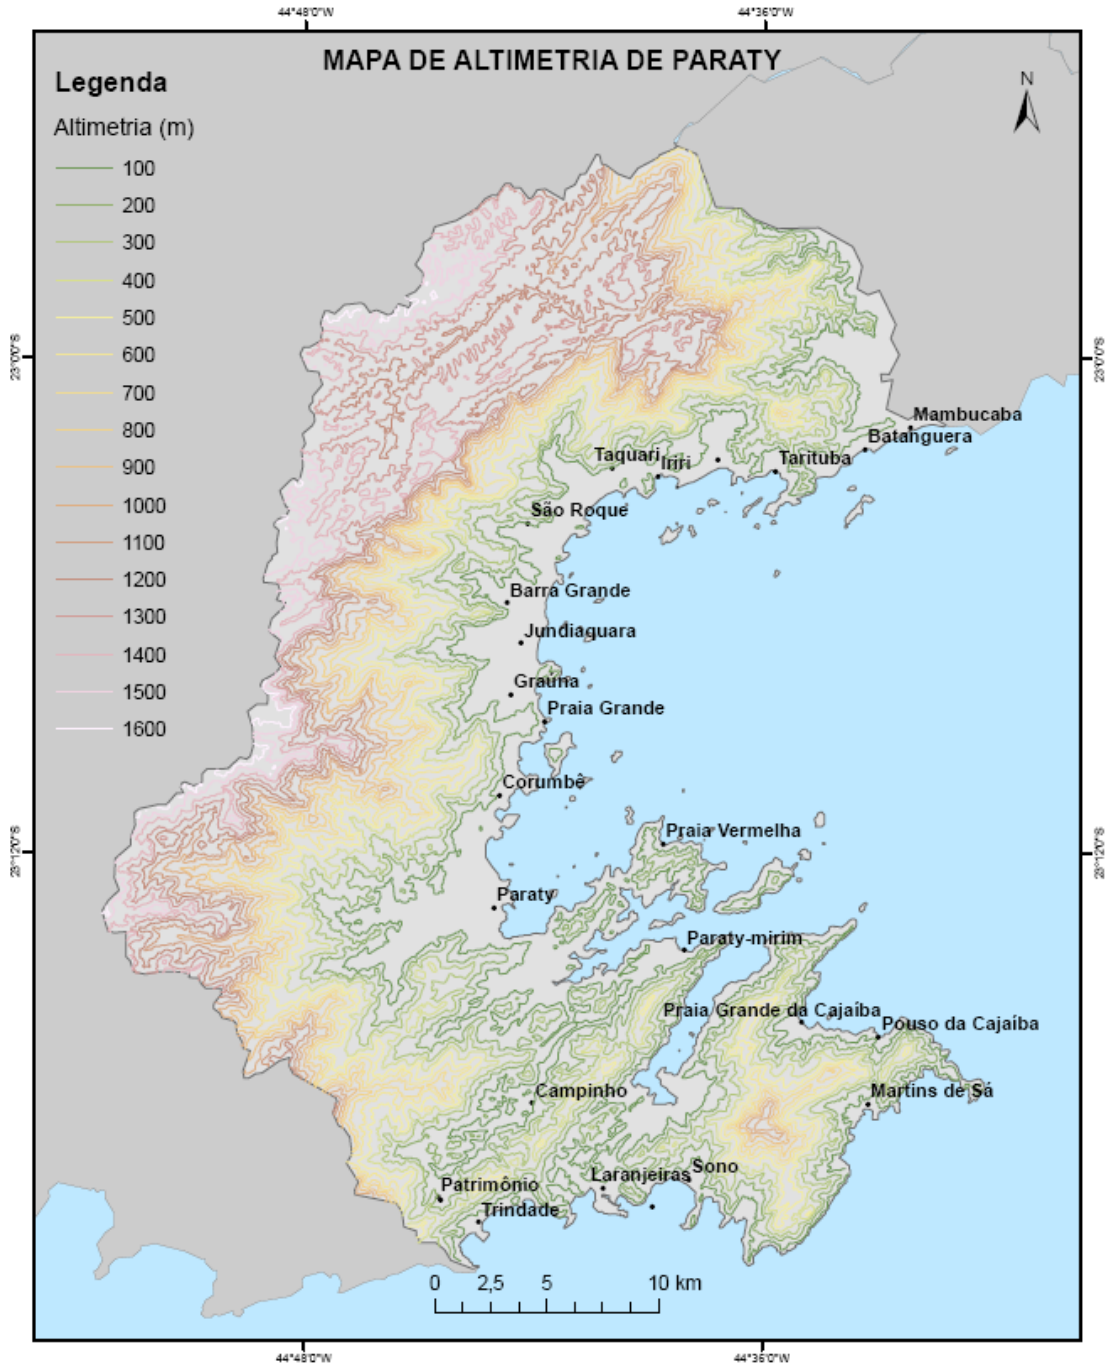 44°48'0"W
44°36'0"W
MAPA DE ALTIMETRIA DE PARATY
Legenda
N
Altimetria (m)
100
200
300
400
500
600
700
800
900
1000
1100
1200
1300
1400
1500
1600
23°0'0"S
23°0'0"S
Mambucaba
Batanguera
Taquari
Iriri
Tarituba
São Roque
Barra Grande
Jundiaquara
Grauna
Praia Grande
Corumbê
Praia Vermelha
23°12'0"S
23°12'0"S
Paraty
Paraty-mirim
Praia Grande da Cajaíba
Pouso da Cajaíba
Campinho
Martins de Sá
Sono
Laranjeiras
Patrimônio
Trindade
0 2,5 5 10 km
44°48'0"W
44°36'0"W